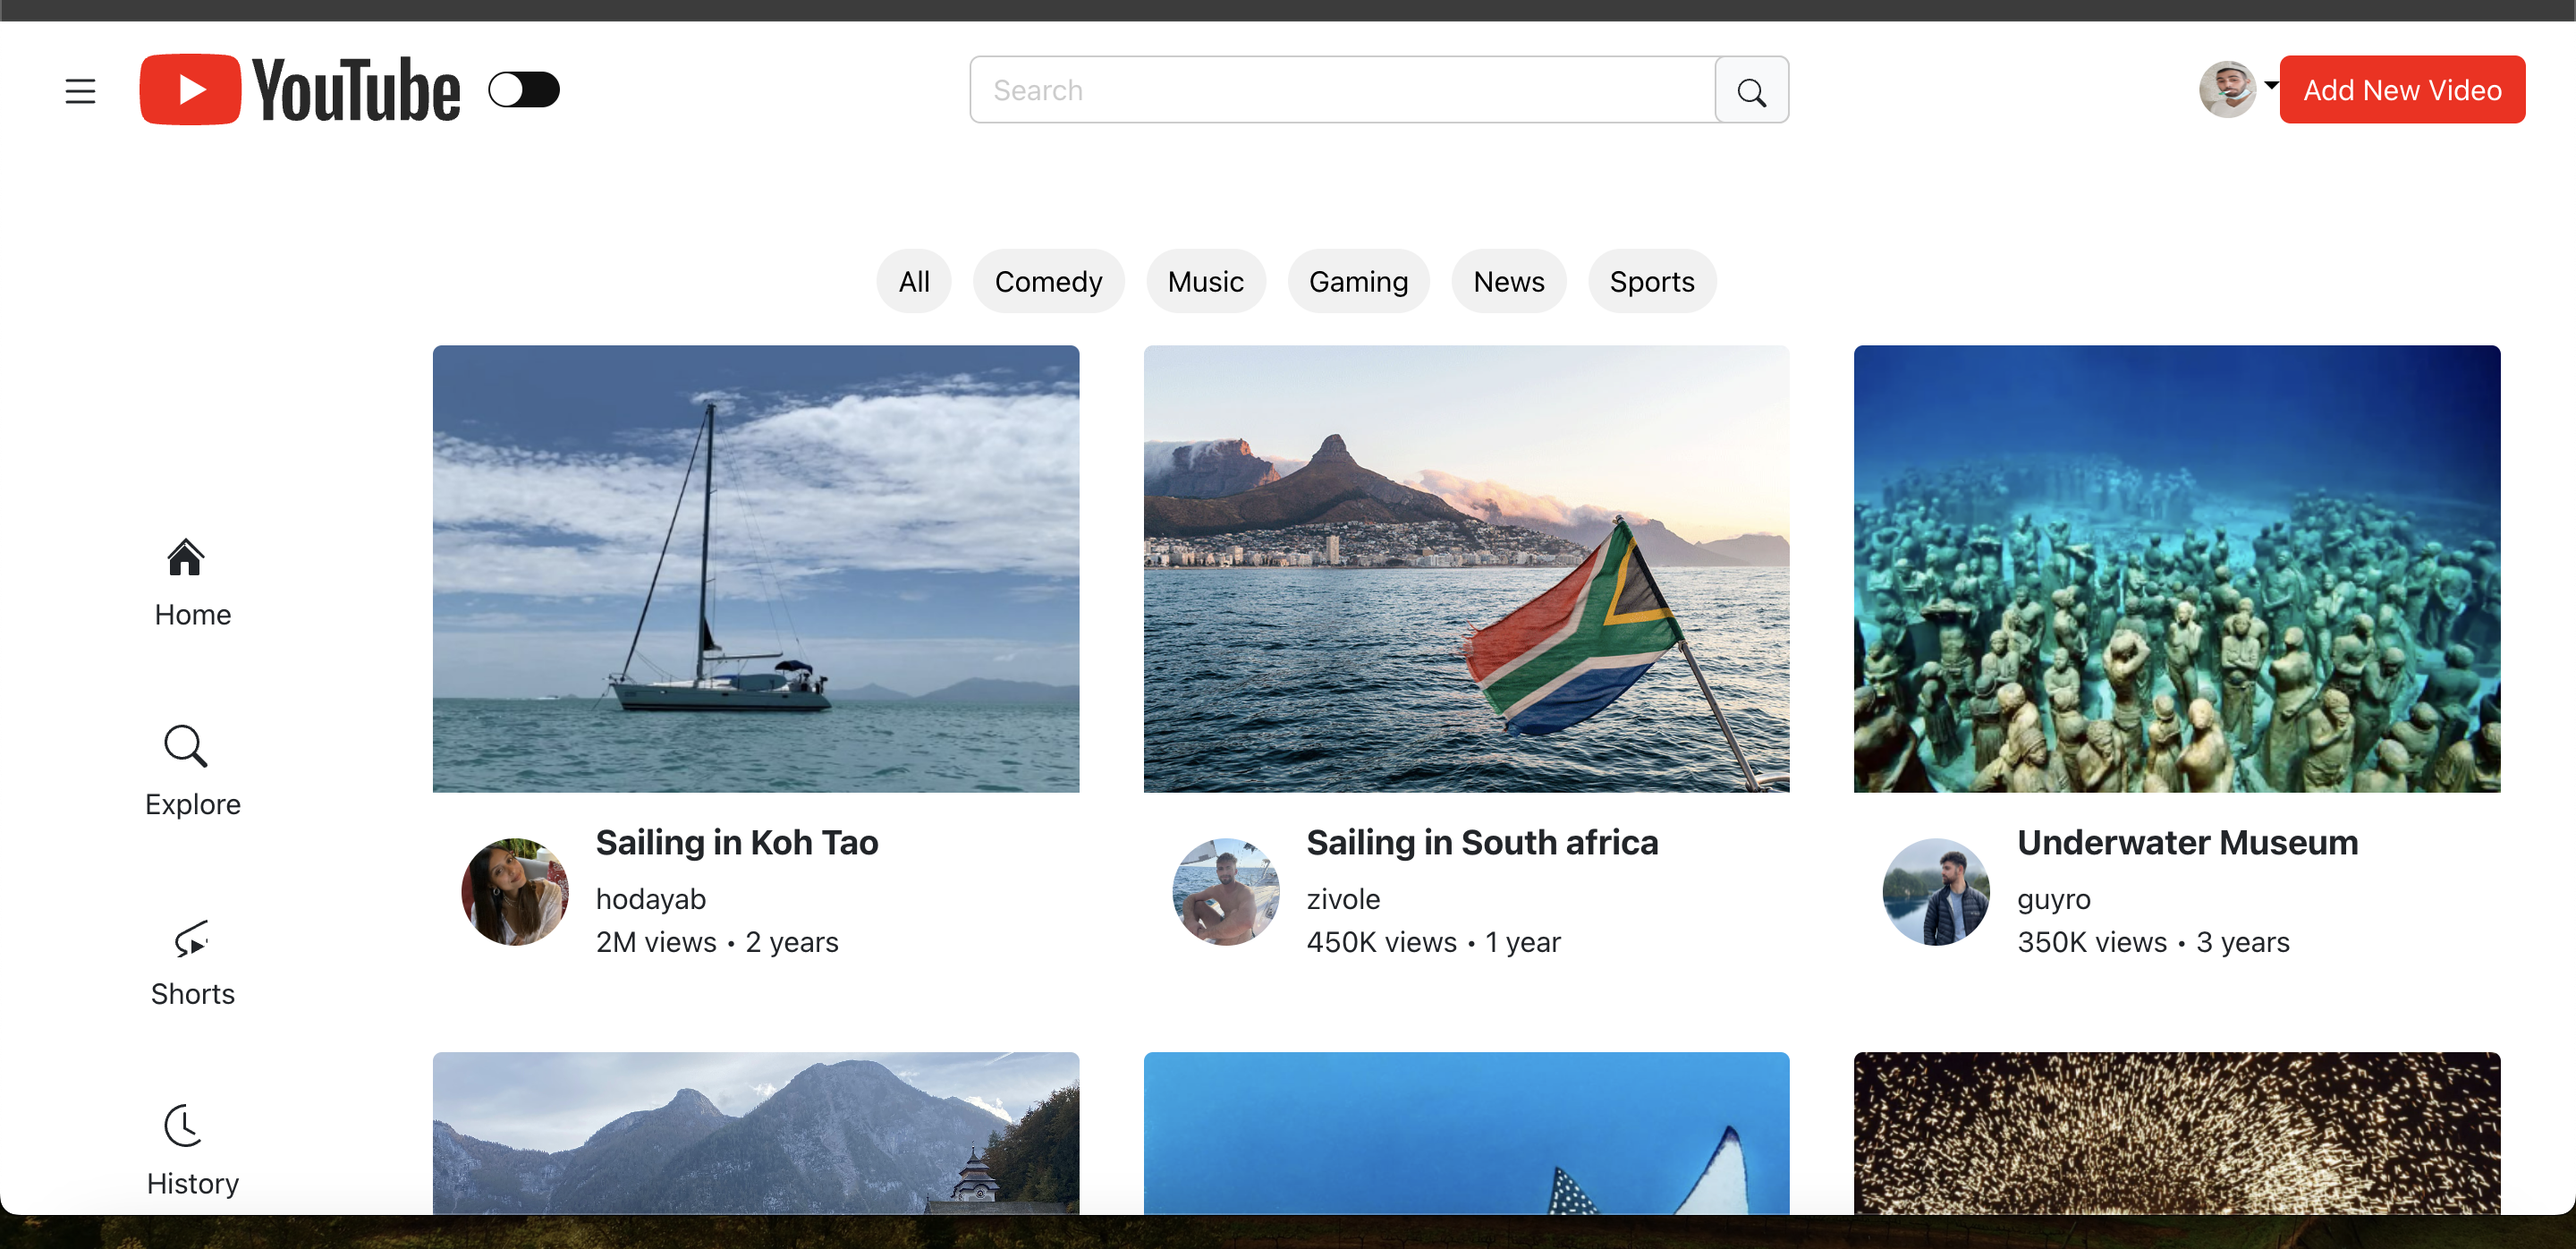 YouTube
Search
Add New Video
All
Comedy
Music
Gaming
News
Sports
Home
Explore
Shorts
History
Sailing in Koh Tao
hodayab
2M views • 2 years
Sailing in South africa
zivole
450K views • 1 year
Underwater Museum
guyro
350K views • 3 years